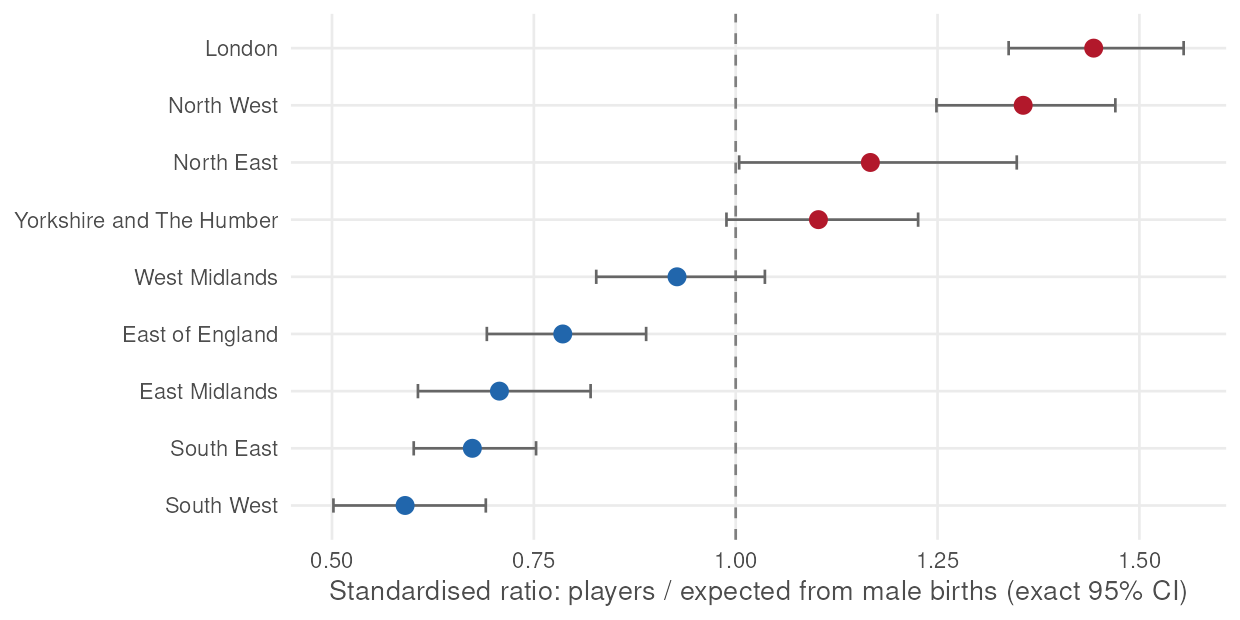 London
North West
North East
Yorkshire and The Humber
West Midlands
East of England
East Midlands
South East
South West
0.50 0.75 1.00 1.25 1.50
Standardised ratio: players / expected from male births (exact 95% CI)